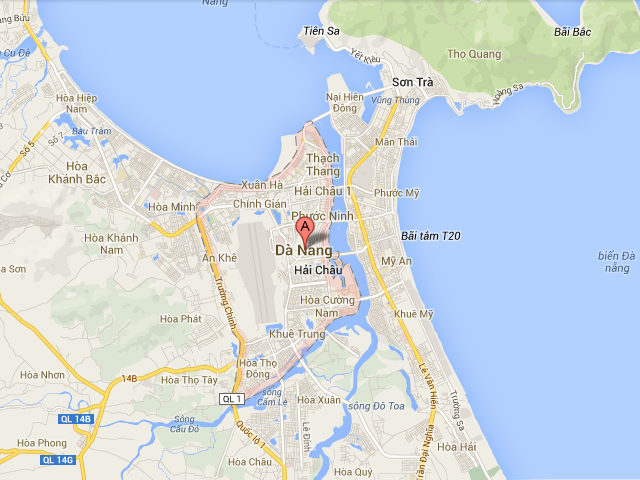 Nẵng
Bãi Bắc
Tiên Sa
Thọ Quang
Yết Kiêu
Sơn Trà
Hoàng Sa
Nại Hiên
Đông
Vũng Thùng
Hòa Hiệp
Nam
Bàu Tràm
Số 7
Số 5
Mân Thái
Thạch
Thang
Hòa
Khánh Bắc
Xuân Hà
Hải Châu 1
Phước Mỹ
Chính Gián
Hòa Minh
Phước Ninh
A
Hòa Khánh
Nam
Bãi tắm T20
Đà Nẵng
An Khê
Mỹ An
biển Đà
nẵng
Hải Châu
Hòa Sơn
Hòa Cường
Nam
Khuê Mỹ
Hòa Phát
Trường Chinh
Khuê Trung
Hòa Thọ
Đông
Hòa Nhơn
14B
Hòa Thọ Tây
Lê Văn Hiến
Trường Sa
QL 1
sông
Cẩm Lệ
Hòa Xuân
sông Đô Toa
QL 14B
Sông
Cầu Đỏ
Quốc lộ 1
Lê Đình
Trần Đại Nghĩa
Hòa Hải
Hòa Phong
QL 14G
Hòa Châu
Hòa Quý